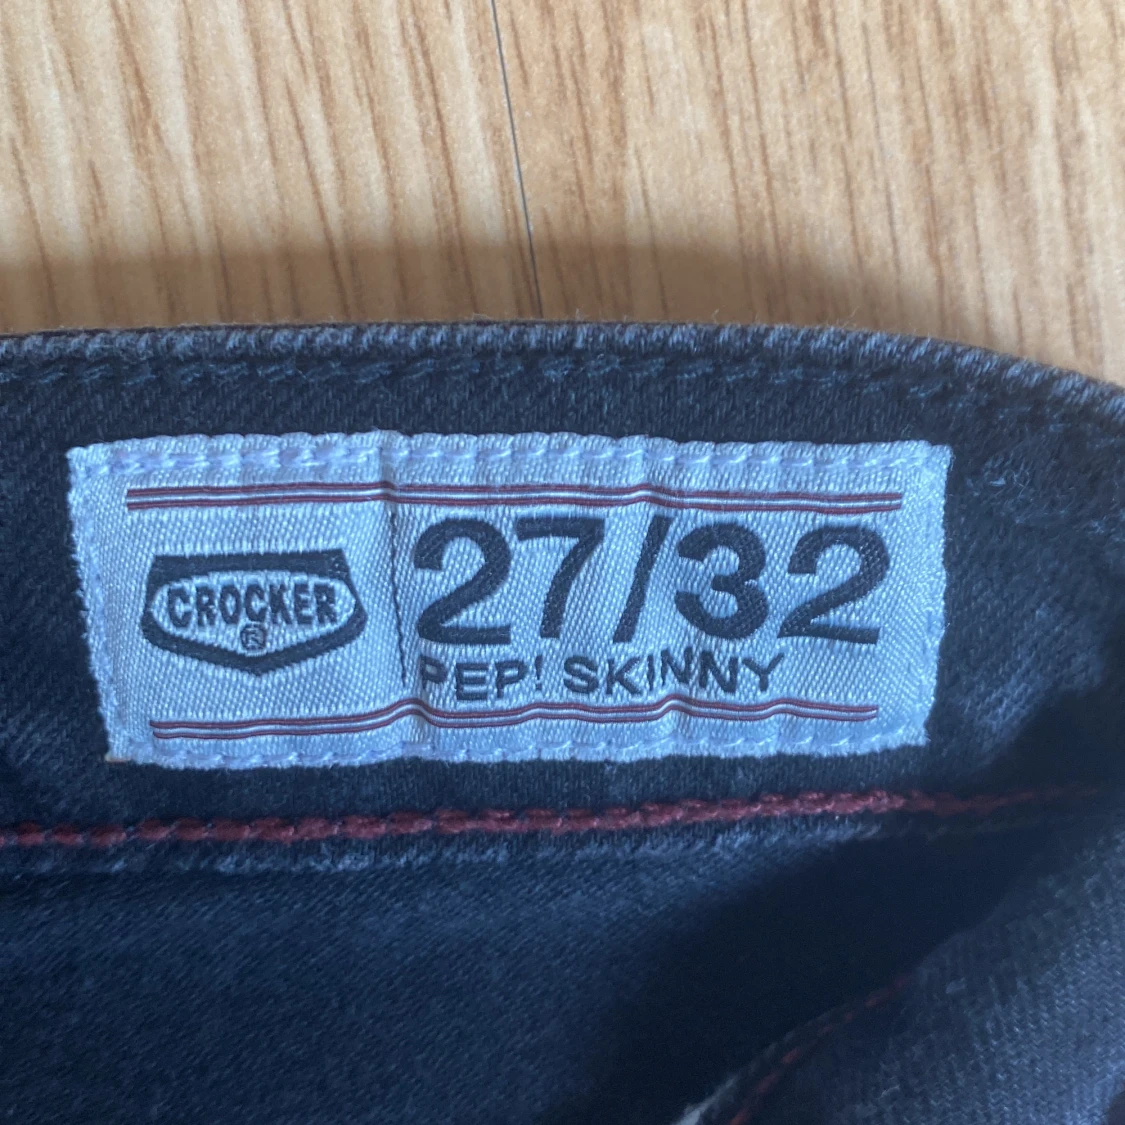 CROCKER
®
27/32
PEP! SKINNY